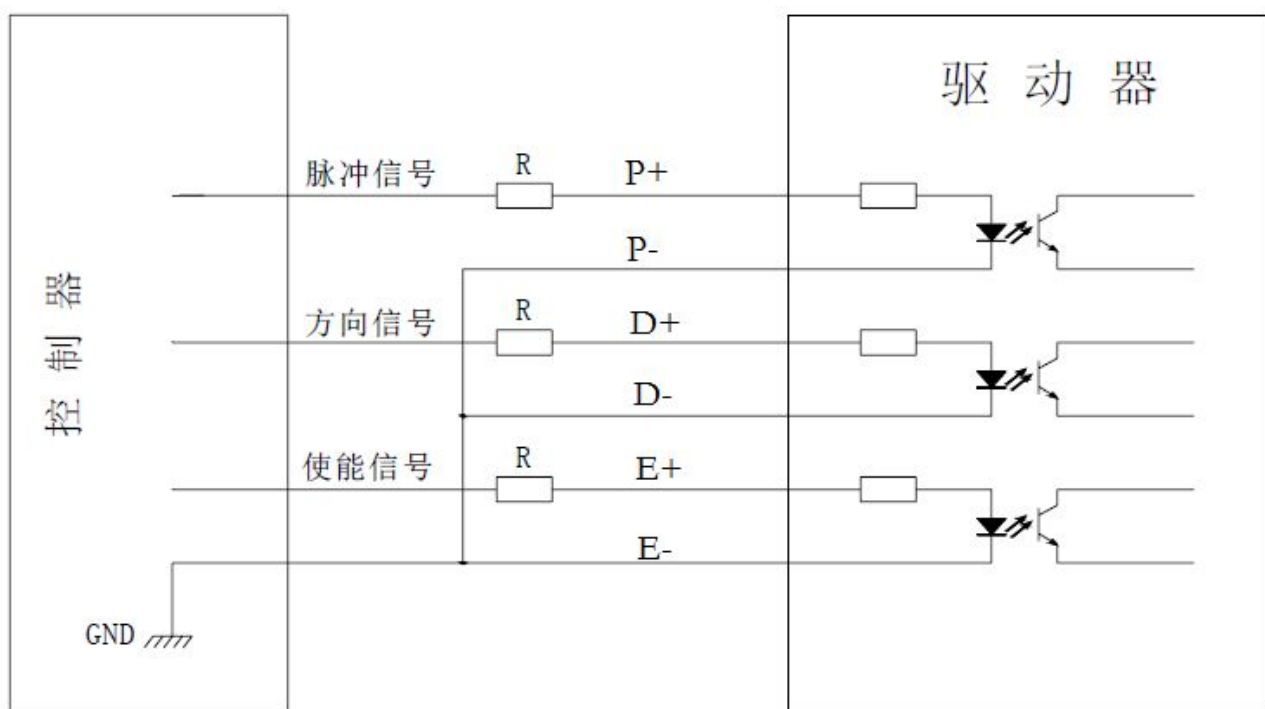 驱动器
脉冲信号
R
P+
P-
控制器
方向信号
R
D+
D-
使能信号
R
E+
E-
GND